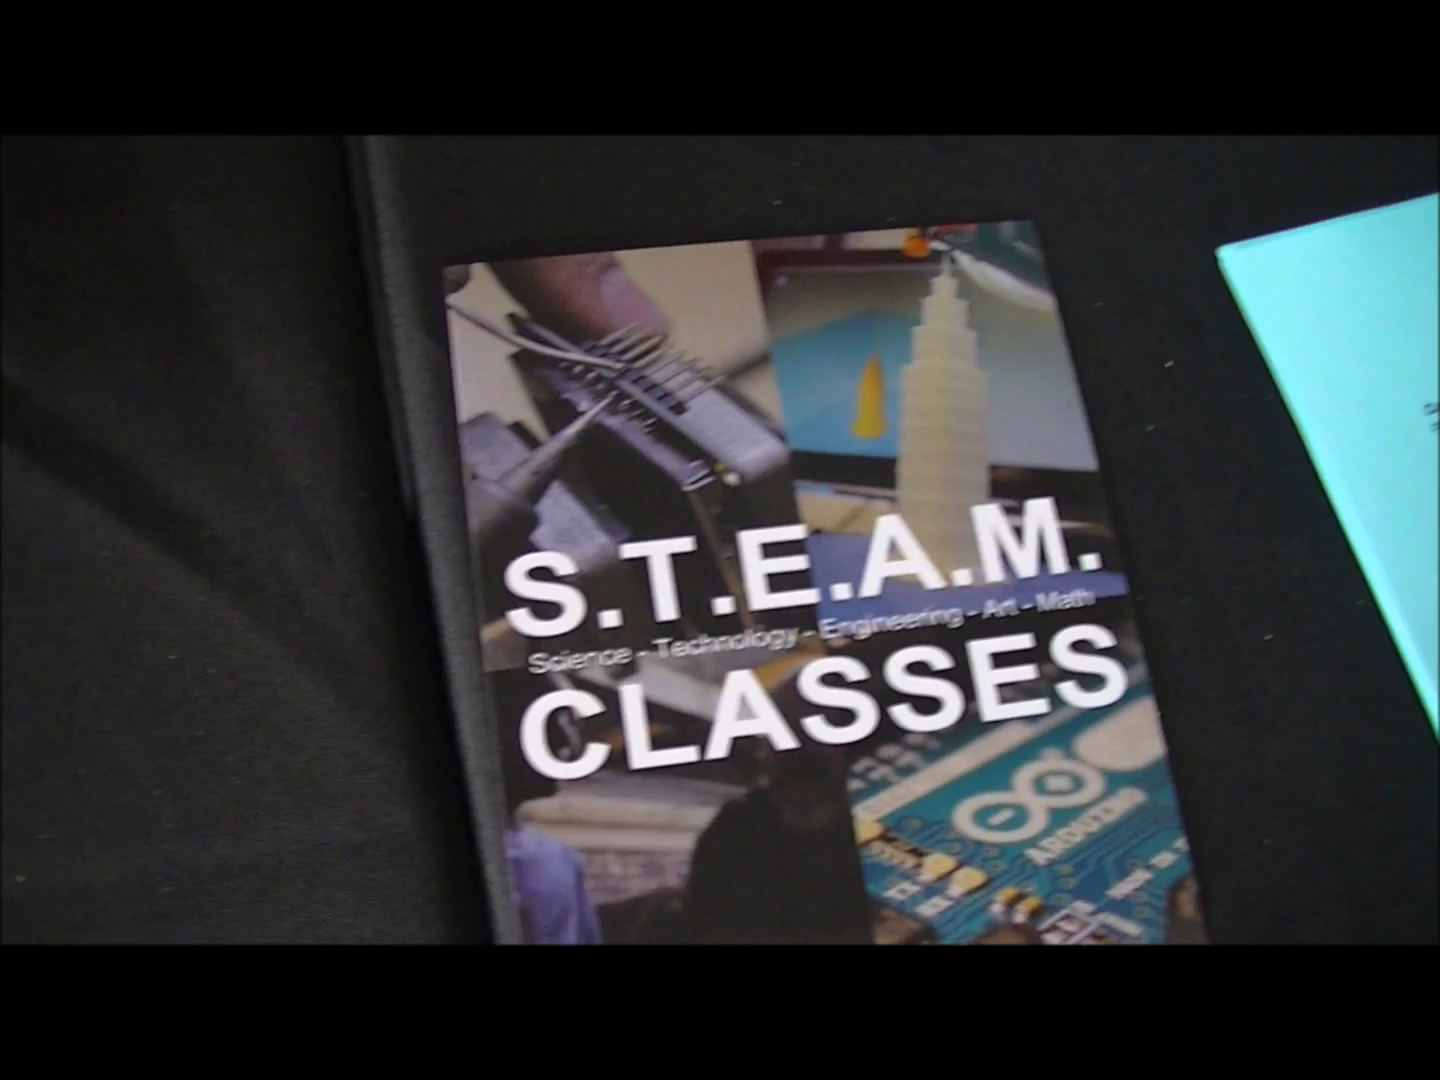 S.T.E.A.M.
Science - Technology - Engineering - Art - Math
CLASSES
ARDUINO